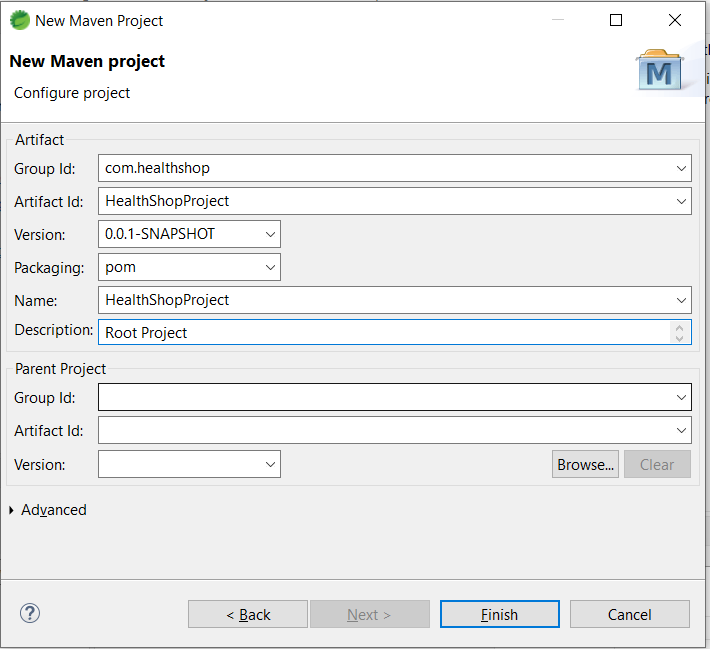 New Maven Project
New Maven project
Configure project
M
Artifact
Group Id: com.healthshop
Artifact Id: HealthShopProject
Version: 0.0.1-SNAPSHOT
Packaging: pom
Name: HealthShopProject
Description: Root Project
Parent Project
Group Id:
Artifact Id:
Version: Browse... Clear
Advanced
? < Back Next > Finish Cancel